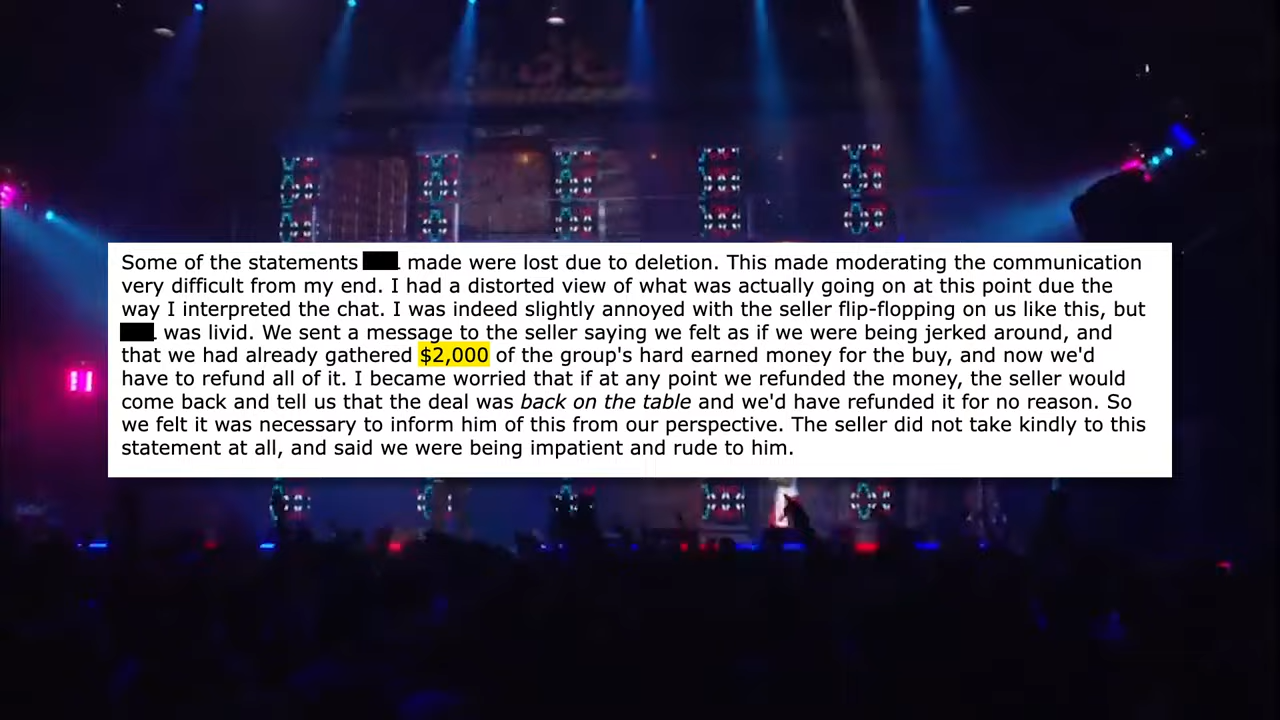 Some of the statements made were lost due to deletion. This made moderating the communication
very difficult from my end. I had a distorted view of what was actually going on at this point due the
way I interpreted the chat. I was indeed slightly annoyed with the seller flip-flopping on us like this, but
was livid. We sent a message to the seller saying we felt as if we were being jerked around, and
that we had already gathered $2,000 of the group's hard earned money for the buy, and now we'd
have to refund all of it. I became worried that if at any point we refunded the money, the seller would
come back and tell us that the deal was back on the table and we'd have refunded it for no reason. So
we felt it was necessary to inform him of this from our perspective. The seller did not take kindly to this
statement at all, and said we were being impatient and rude to him.